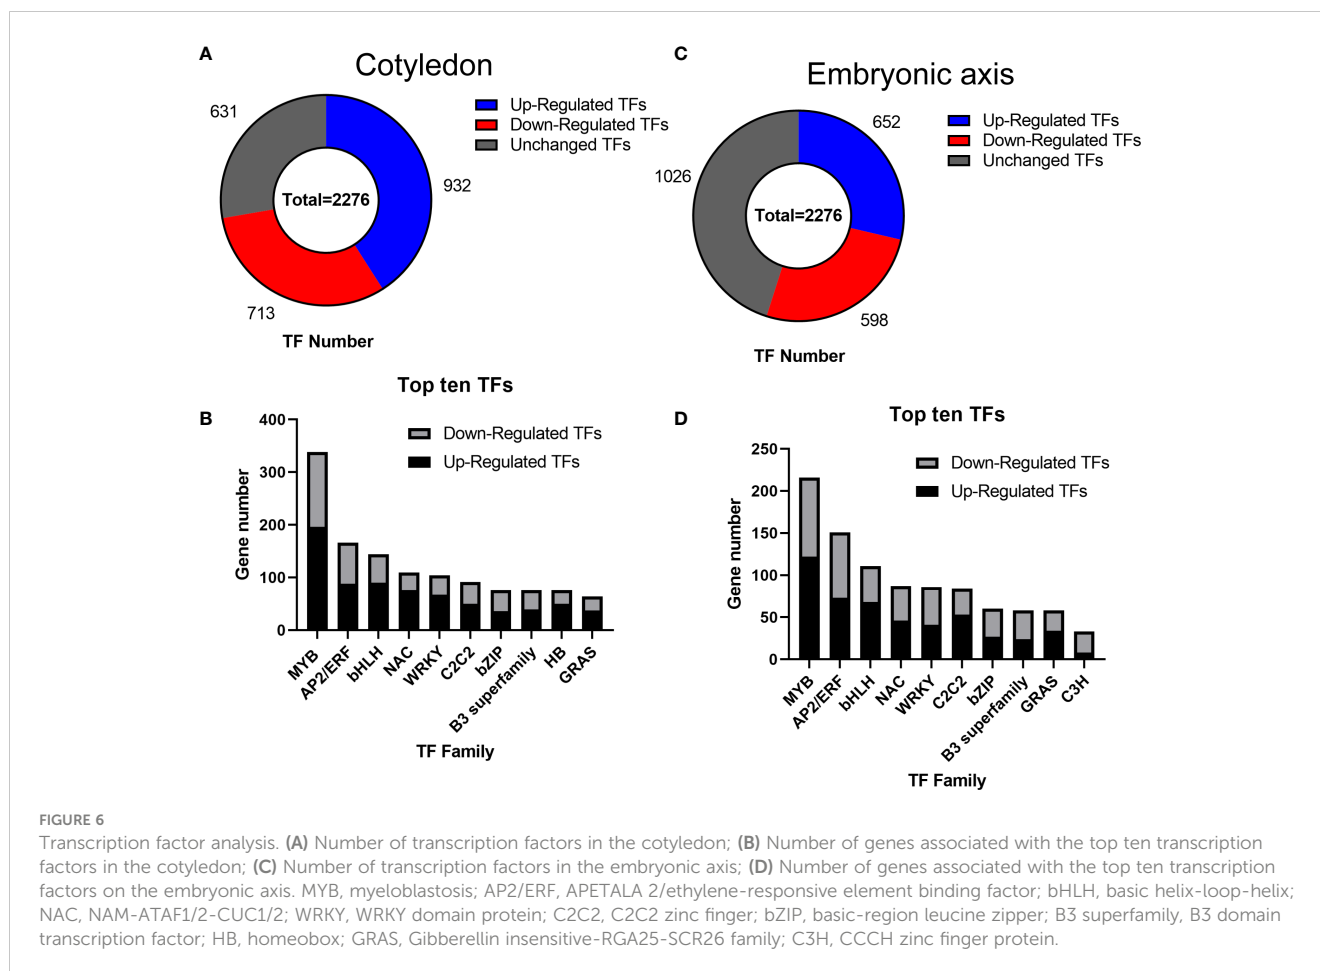 A
Cotyledon
631
932
713
Total=2276
Up-Regulated TFs
Down-Regulated TFs
Unchanged TFs
TF Number
C
Embryonic axis
652
1026
598
Total=2276
Up-Regulated TFs
Down-Regulated TFs
Unchanged TFs
TF Number
B
Top ten TFs
Down-Regulated TFs
Up-Regulated TFs
Gene number
400
300
200
100
0
MYB
AP2/ERF
bHLH
NAC
WRKY
C2C2
bZIP
B3 superfamily
HB
GRAS
TF Family
D
Top ten TFs
Down-Regulated TFs
Up-Regulated TFs
Gene number
250
200
150
100
50
0
MYB
AP2/ERF
bHLH
NAC
WRKY
C2C2
bZIP
B3 superfamily
GRAS
C3H
TF Family
FIGURE 6
Transcription factor analysis. (A) Number of transcription factors in the cotyledon; (B) Number of genes associated with the top ten transcription
factors in the cotyledon; (C) Number of transcription factors in the embryonic axis; (D) Number of genes associated with the top ten transcription
factors on the embryonic axis. MYB, myeloblastosis; AP2/ERF, APETALA 2/ethylene-responsive element binding factor; bHLH, basic helix-loop-helix;
NAC, NAM-ATAF1/2-CUC1/2; WRKY, WRKY domain protein; C2C2, C2C2 zinc finger; bZIP, basic-region leucine zipper; B3 superfamily, B3 domain
transcription factor; HB, homeobox; GRAS, Gibberellin insensitive-RGA25-SCR26 family; C3H, CCCH zinc finger protein.